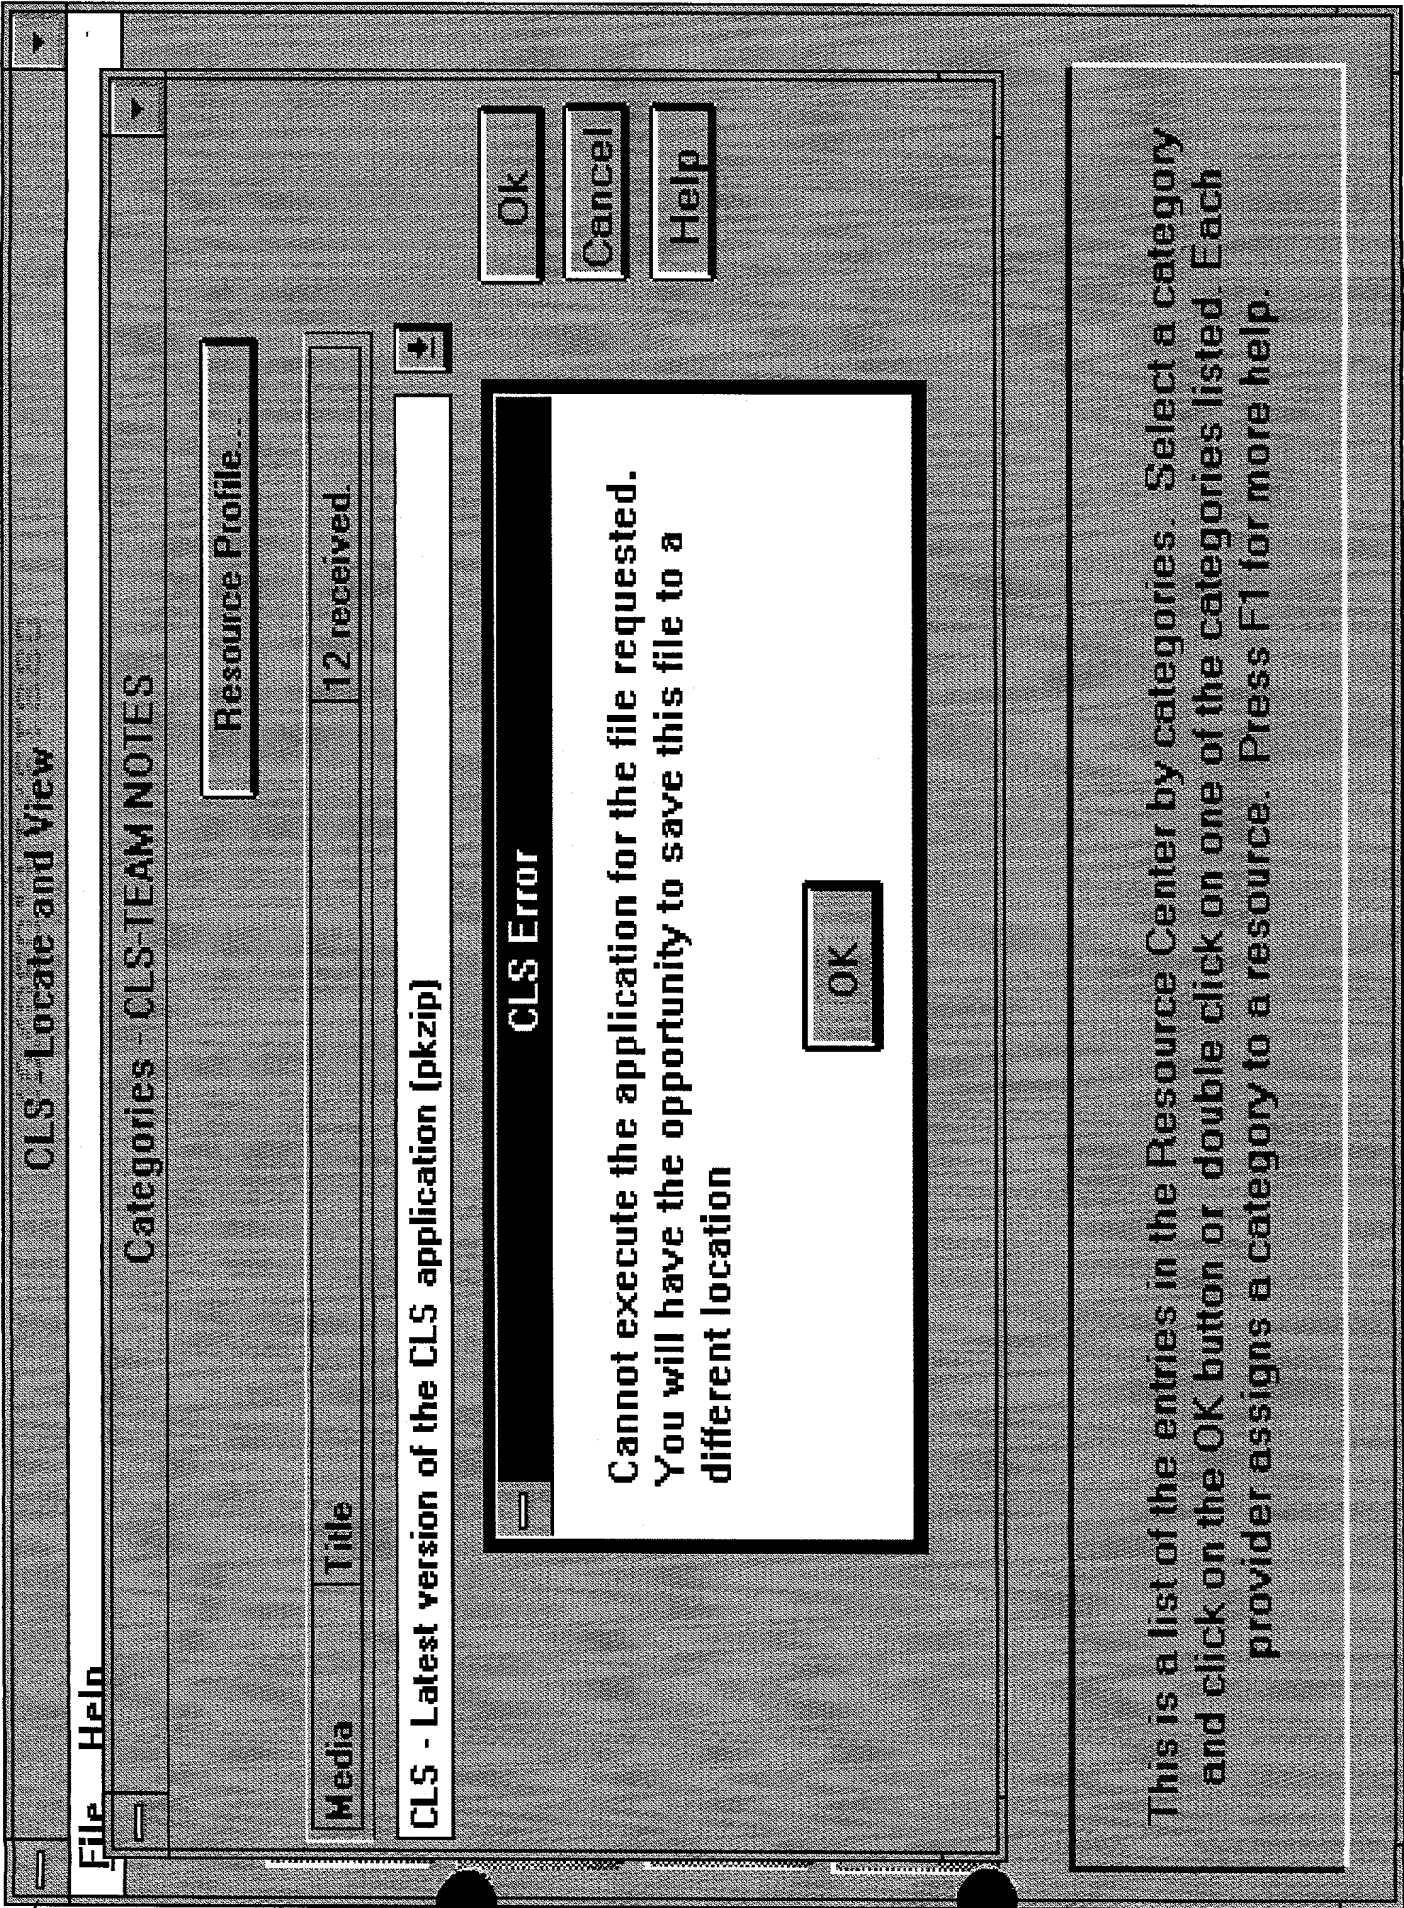 CLS - Locate and View
File Help
Categories -CLS-TEAM NOTES
Resource Profile...
Media Title 12 received.
CLS - Latest version of the CLS application (pkzip)
Ok
Cancel
Help
CLS Error
Cannot execute the application for the file requested.
You will have the opportunity to save this file to a
different location
OK
This is a list of the entries in the Resource Center by categories. Select a category
and click on the OK button or double click on one of the categories listed. Each
provider assigns a category to a resource. Press F1 for more help.